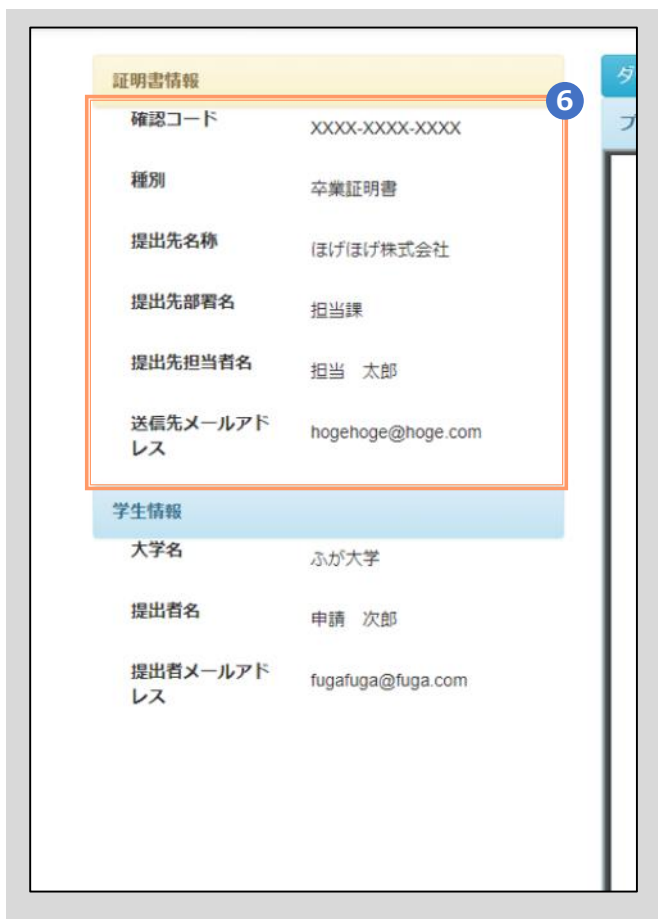 証明書情報
6
ダ
確認コード XXXX-XXXX-XXXX
プ
種別 卒業証明書
提出先名称 ほげほげ株式会社
提出先部署名 担当課
提出先担当者名 担当　太郎
送信先メールアド
レス
hogehoge@hoge.com
学生情報
大学名 ふが大学
提出者名 申請　次郎
提出者メールアド
レス
fugafuga@fuga.com